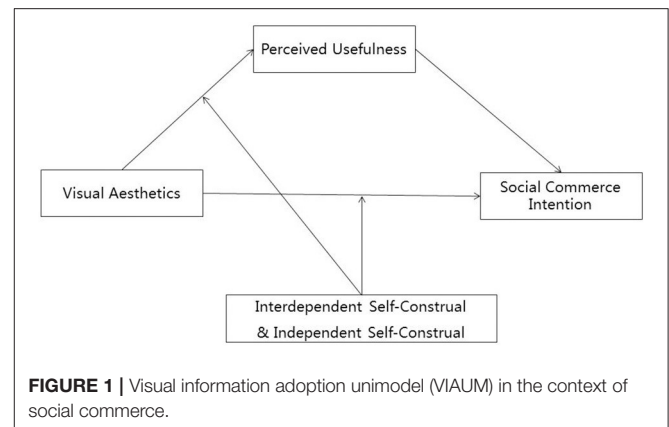 Perceived Usefulness
Visual Aesthetics
Social Commerce
Intention
Interdependent Self-Construal
& Independent Self-Construal
FIGURE 1 | Visual information adoption unimodel (VIAUM) in the context of
social commerce.